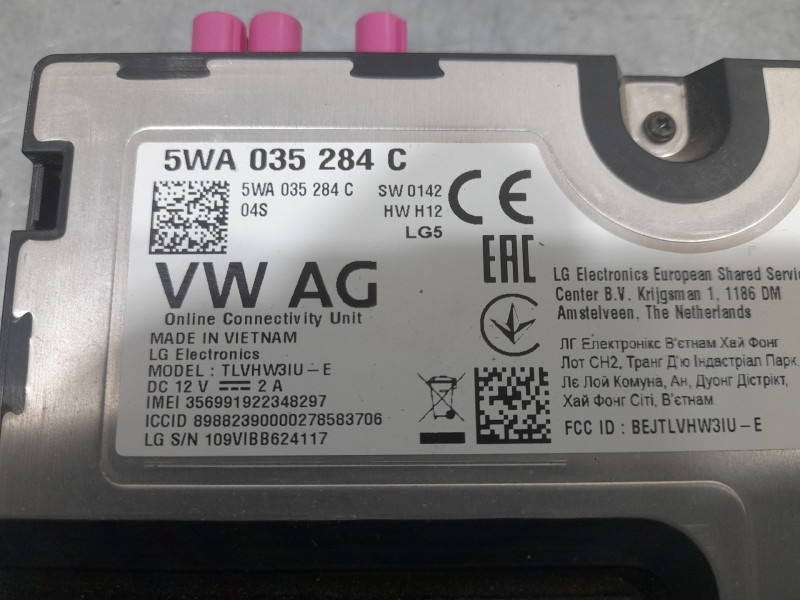 5WA 035 284 C
5WA 035 284 C SW 0142
04S HW H12
LG5
CE
EAC
VW AG
Online Connectivity Unit
MADE IN VIETNAM
LG Electronics
MODEL : TLVHW3IU-E
DC 12 V 2 A
IMEI 356991922348297
ICCID 89882390000278583706
LG S/N 109VIBB624117
LG Electronics European Shared Service
Center B.V. Krijgsman 1, 1186 DM
Amstelveen, The Netherlands
ЛГ Електронікс В'єтнам Хай Фонг
Лот СН2, Транг Д'ю Індастріал Парк,
Лє Лой Комуна, Ан, Дуонг Дістрікт,
Хай Фонг Сіті, В'єтнам
FCC ID : BEJTLVHW3IU-E